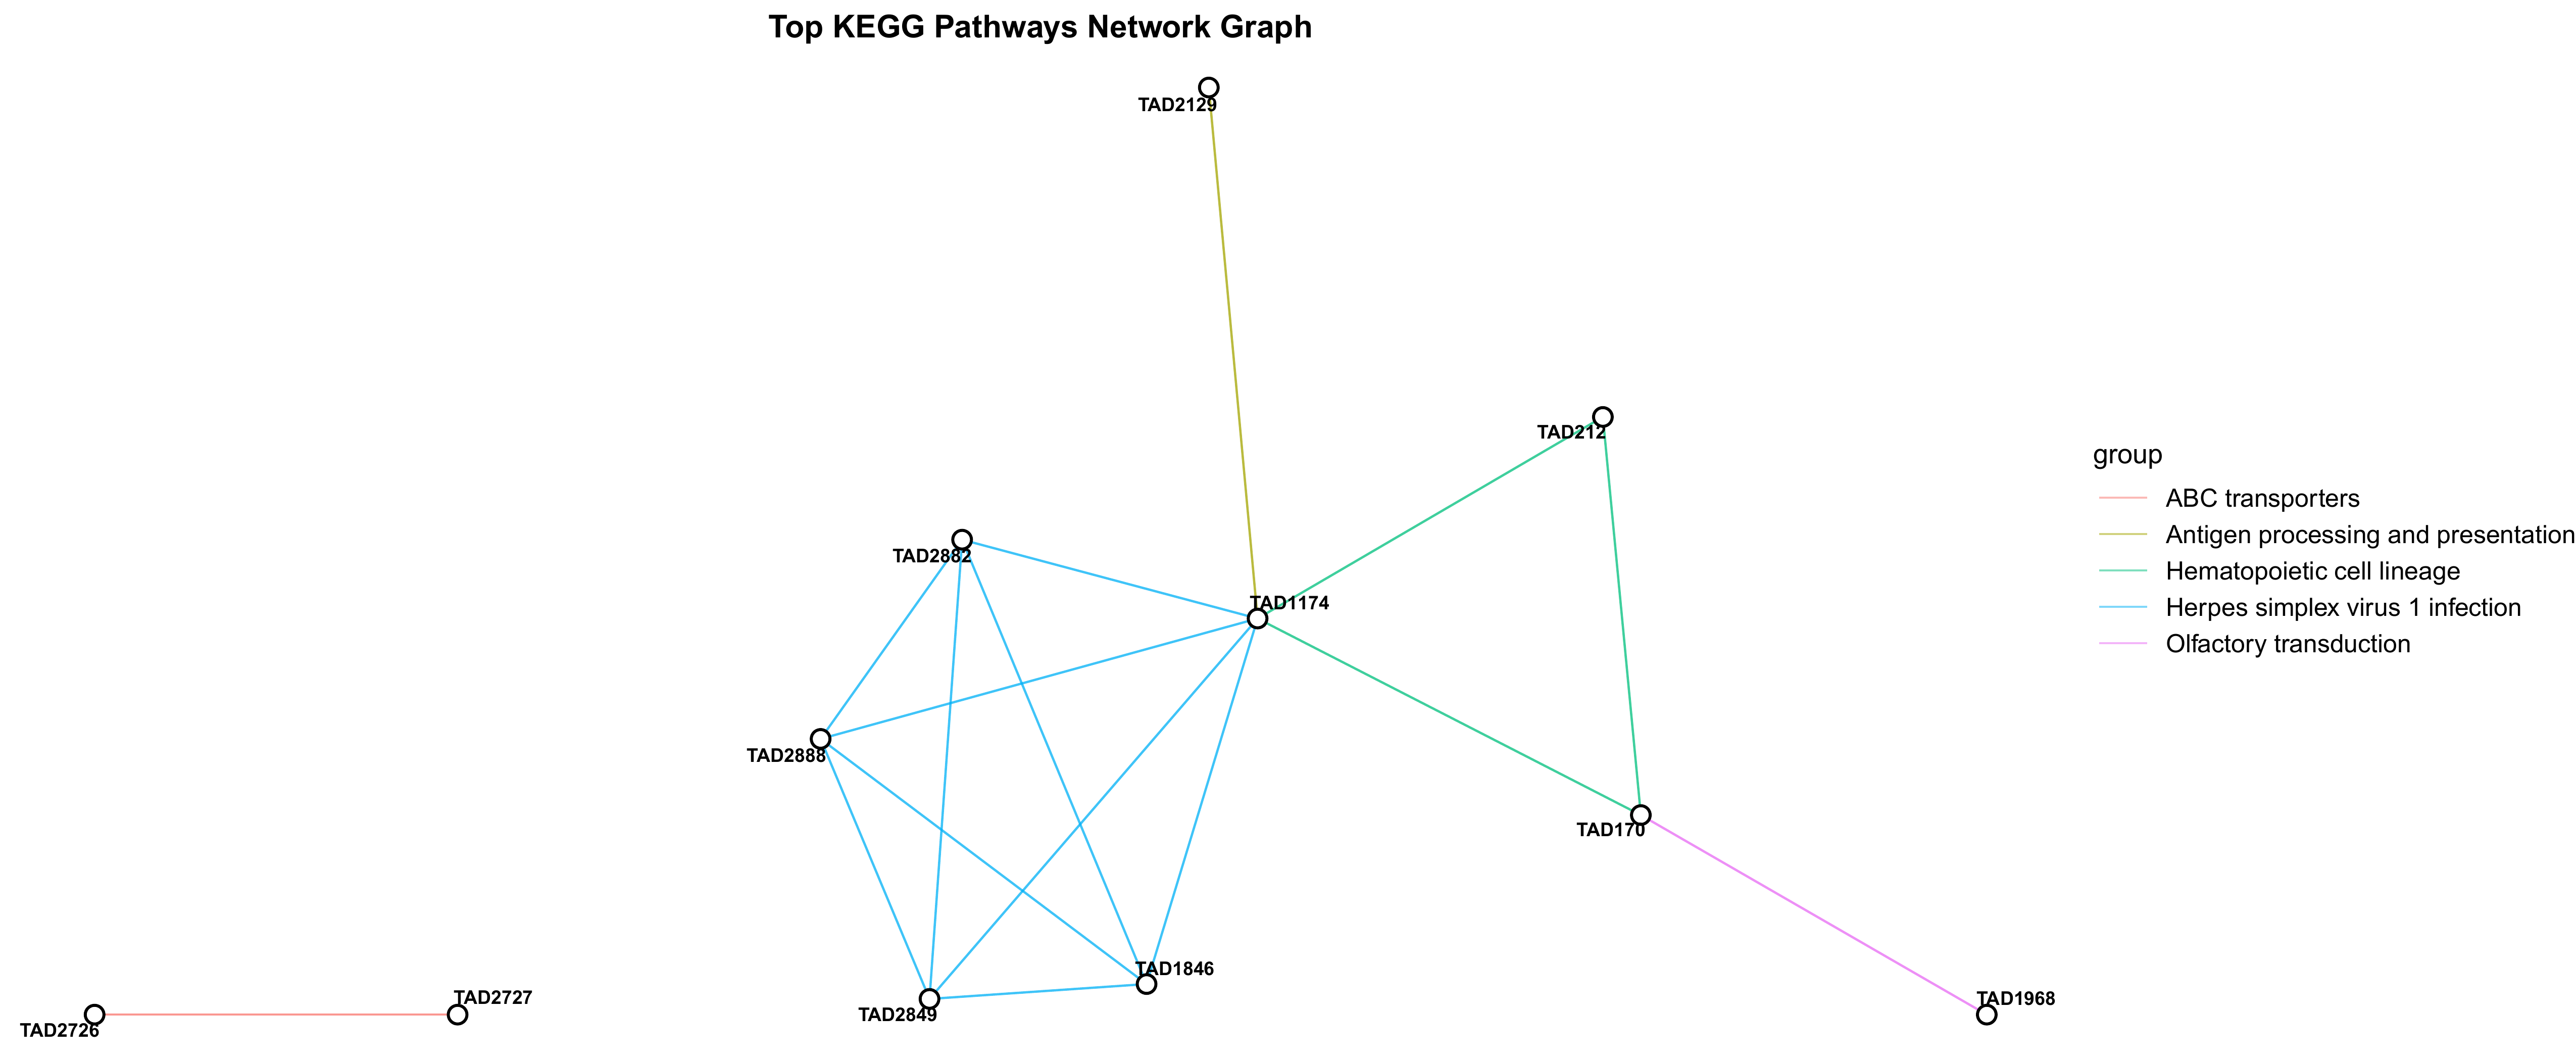 Top KEGG Pathways Network Graph
TAD2129
TAD212
group
ABC transporters
Antigen processing and presentation
TAD2882
Hematopoietic cell lineage
TAD1174
Herpes simplex virus 1 infection
Olfactory transduction
TAD2888
TAD170
TAD1846
TAD2727
TAD1968
TAD2849
TAD2726